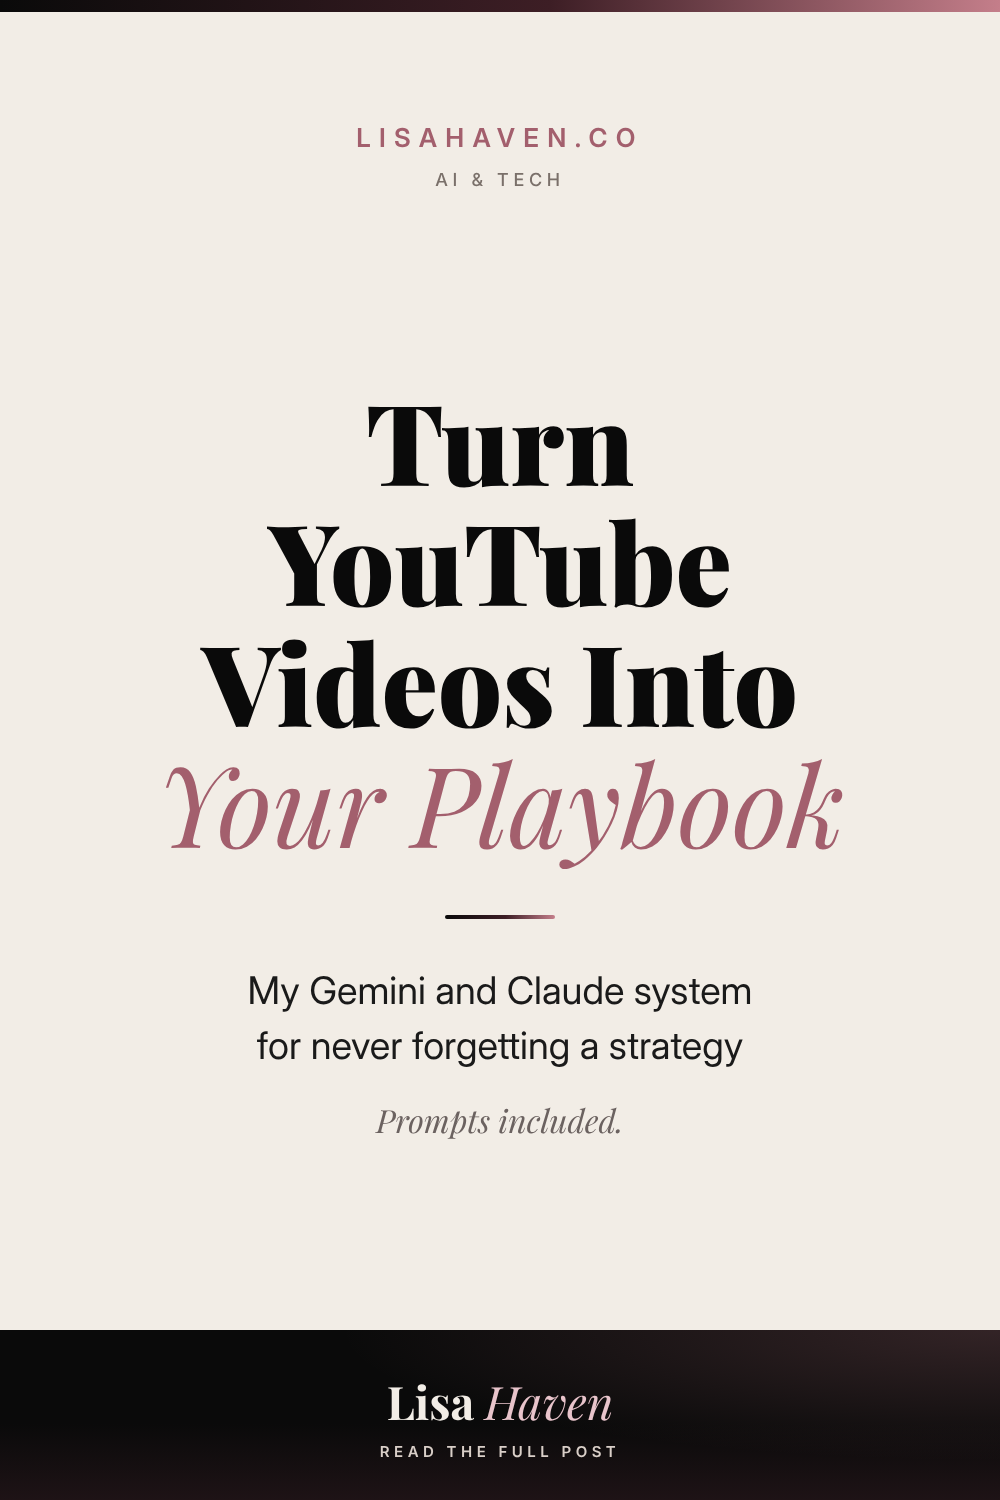 LISAHAVEN.CO
AI & TECH
Turn
YouTube
Videos Into
Your Playbook
My Gemini and Claude system
for never forgetting a strategy
Prompts included.
Lisa Haven
READ THE FULL POST